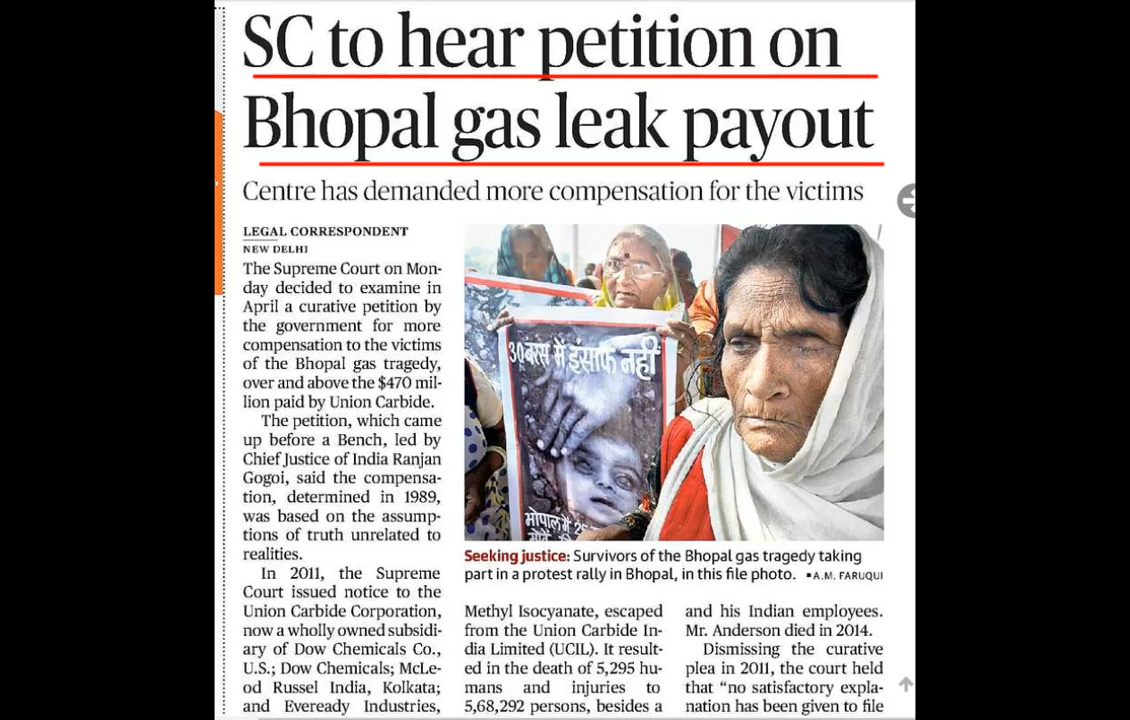 SC to hear petition on
Bhopal gas leak payout
Centre has demanded more compensation for the victims
LEGAL CORRESPONDENT
NEW DELHI
The Supreme Court on Mon-
day decided to examine in
April a curative petition by
the government for more
compensation to the victims
of the Bhopal gas tragedy,
over and above the $470 mil-
lion paid by Union Carbide.
The petition, which came
up before a Bench, led by
Chief Justice of India Ranjan
Gogoi, said the compensa-
tion, determined in 1989,
was based on the assump-
tions of truth unrelated to
realities.
In 2011, the Supreme
Court issued notice to the
Union Carbide Corporation,
now a wholly owned subsidi-
ary of Dow Chemicals Co.,
U.S.; Dow Chemicals; McLe-
od Russel India, Kolkata;
and Eveready Industries,
30 बरस में इंसाफ नहीं
भोपाल में
Seeking justice: Survivors of the Bhopal gas tragedy taking
part in a protest rally in Bhopal, in this file photo. ▪A.M. FARUQUI
Methyl Isocyanate, escaped
from the Union Carbide In-
dia Limited (UCIL). It result-
ed in the death of 5,295 hu-
mans and injuries to
5,68,292 persons, besides a
and his Indian employees.
Mr. Anderson died in 2014.
Dismissing the curative
plea in 2011, the court held
that “no satisfactory expla-
nation has been given to file